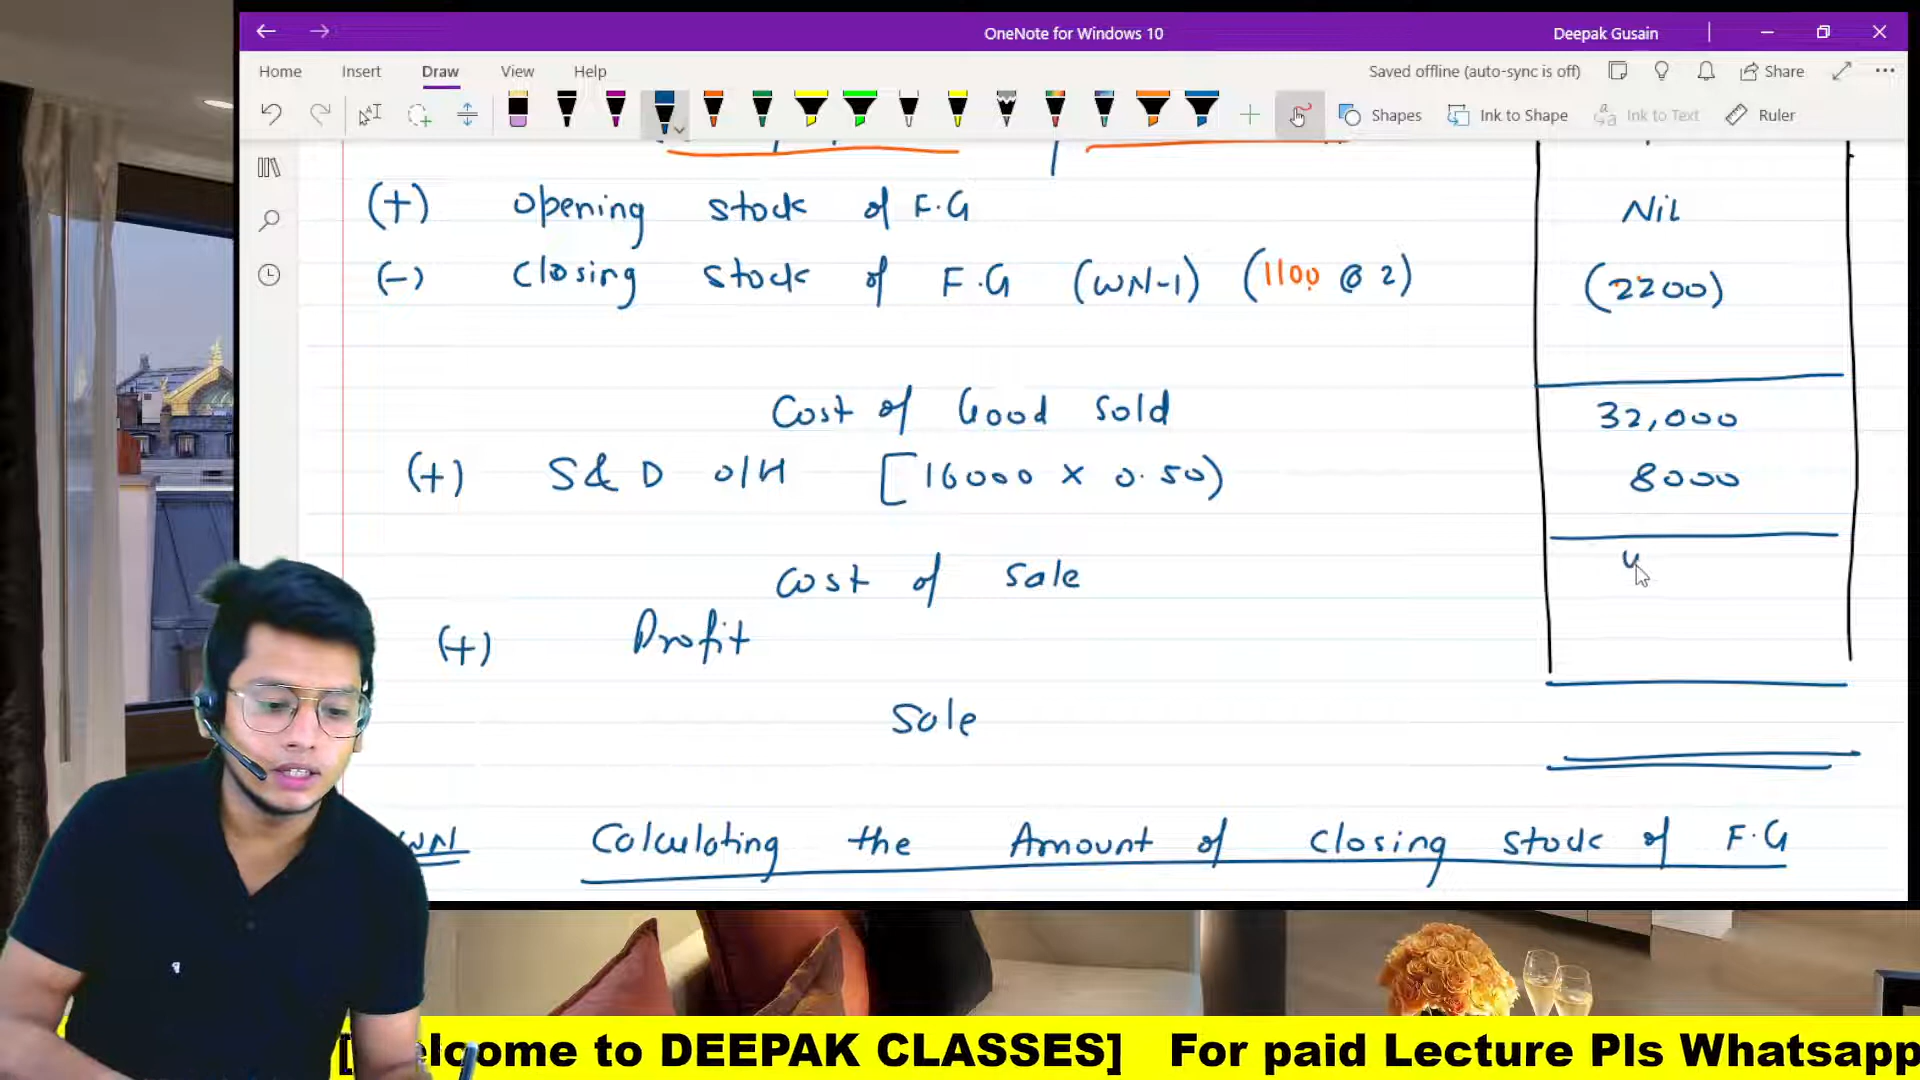 OneNote for Windows 10
Deepak Gusain
Home Insert Draw View Help
Saved offline (auto-sync is off) Share
Shapes Ink to Shape Ink to Text Ruler
(+) Opening stock of F.G Nil
(-) Closing stock of F.G (WN-1) (1100 @ 2) (2200)
Cost of Good Sold 32,000
(+) S& D O/H [16000 × 0.50) 8000
Cost of Sale
(+) Profit
Sale
WN Calculating the Amount of Closing Stock of F.G
[elcome to DEEPAK CLASSES] For paid Lecture Pls Whatsapp